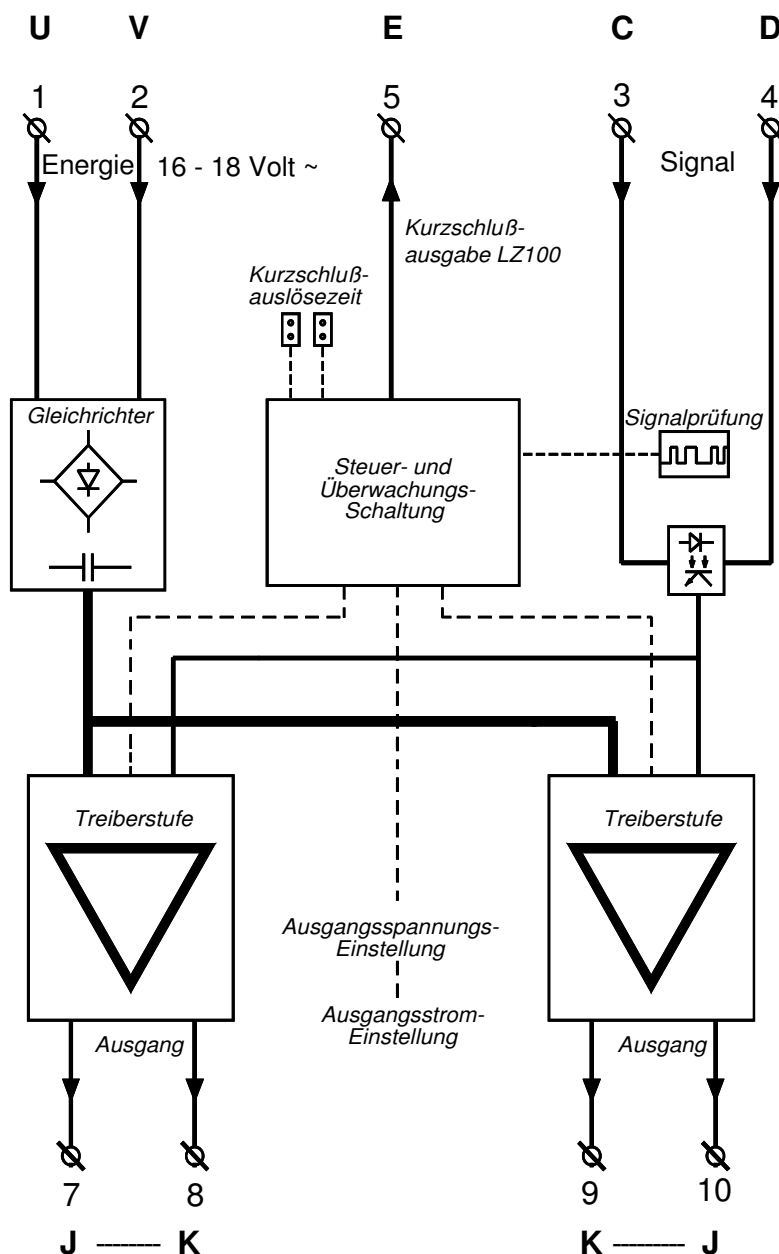 U V E C D
1 2 5 3 4
Energie 16 - 18 Volt ~ Signal
Kurzschluß-
ausgabe LZ100
Kurzschluß-
auslösezeit
Gleichrichter
Steuer- und
Überwachungs-
Schaltung
Signalprüfung
Treiberstufe
Treiberstufe
Ausgangsspannungs-
Einstellung
Ausgangsstrom-
Einstellung
Ausgang
Ausgang
7 8 9 10
J -------- K K -------- J